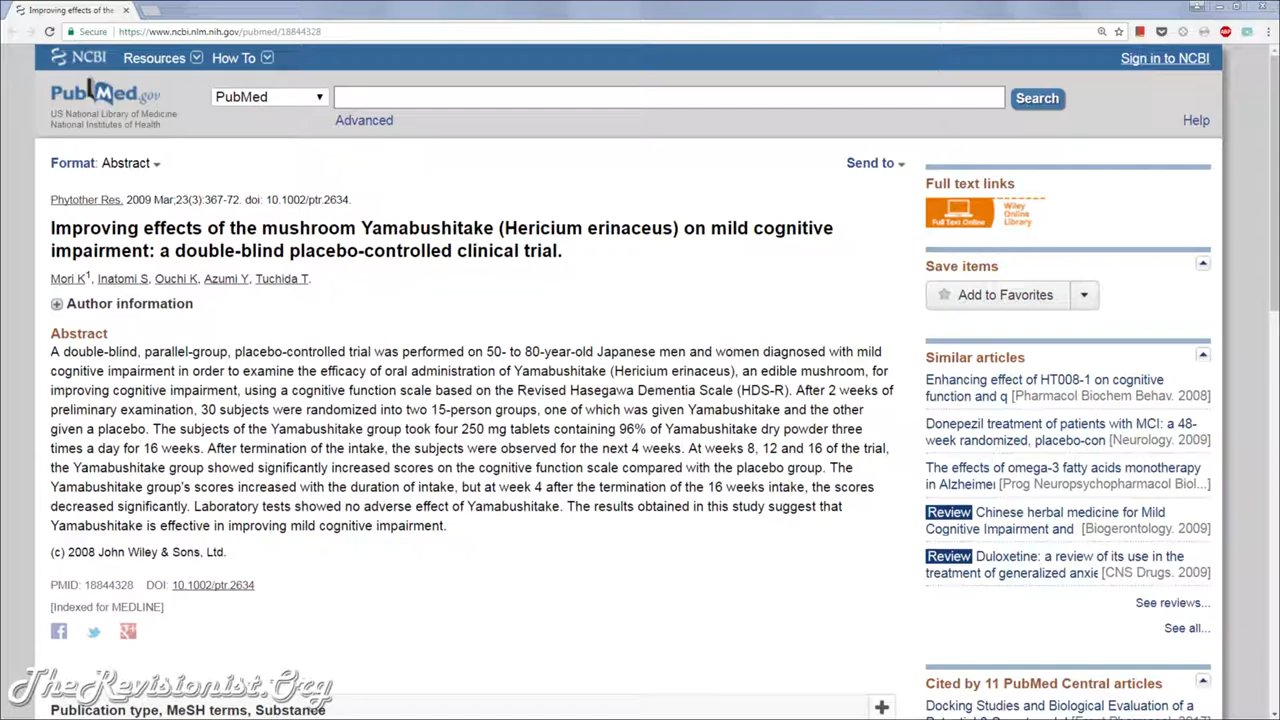 Improving effects of the
Secure https://www.ncbi.nlm.nih.gov/pubmed/18844328
NCBI Resources How To Sign in to NCBI
PubMed.gov
US National Library of Medicine
National Institutes of Health
PubMed
Search
Advanced
Help
Format: Abstract
Send to
Phytother Res. 2009 Mar;23(3):367-72. doi: 10.1002/ptr.2634.
Improving effects of the mushroom Yamabushitake (Hericium erinaceus) on mild cognitive
impairment: a double-blind placebo-controlled clinical trial.
Mori K1, Inatomi S, Ouchi K, Azumi Y, Tuchida T.
Author information
Abstract
A double-blind, parallel-group, placebo-controlled trial was performed on 50- to 80-year-old Japanese men and women diagnosed with mild
cognitive impairment in order to examine the efficacy of oral administration of Yamabushitake (Hericium erinaceus), an edible mushroom, for
improving cognitive impairment, using a cognitive function scale based on the Revised Hasegawa Dementia Scale (HDS-R). After 2 weeks of
preliminary examination, 30 subjects were randomized into two 15-person groups, one of which was given Yamabushitake and the other
given a placebo. The subjects of the Yamabushitake group took four 250 mg tablets containing 96% of Yamabushitake dry powder three
times a day for 16 weeks. After termination of the intake, the subjects were observed for the next 4 weeks. At weeks 8, 12 and 16 of the trial,
the Yamabushitake group showed significantly increased scores on the cognitive function scale compared with the placebo group. The
Yamabushitake group's scores increased with the duration of intake, but at week 4 after the termination of the 16 weeks intake, the scores
decreased significantly. Laboratory tests showed no adverse effect of Yamabushitake. The results obtained in this study suggest that
Yamabushitake is effective in improving mild cognitive impairment.
(c) 2008 John Wiley & Sons, Ltd.
PMID: 18844328 DOI: 10.1002/ptr.2634
[Indexed for MEDLINE]
Publication type, MeSH terms, Substance
TheRevisionist.Org
Full text links
Full Text Online
Wiley
Online
Library
Save items
Add to Favorites
Similar articles
Enhancing effect of HT008-1 on cognitive
function and q [Pharmacol Biochem Behav. 2008]
Donepezil treatment of patients with MCI: a 48-
week randomized, placebo-con [Neurology. 2009]
The effects of omega-3 fatty acids monotherapy
in Alzheimer [Prog Neuropsychopharmacol Biol...]
Review Chinese herbal medicine for Mild
Cognitive Impairment and [Biogerontology. 2009]
Review Duloxetine: a review of its use in the
treatment of generalized anxie [CNS Drugs. 2009]
See reviews...
See all...
Cited by 11 PubMed Central articles
Docking Studies and Biological Evaluation of a